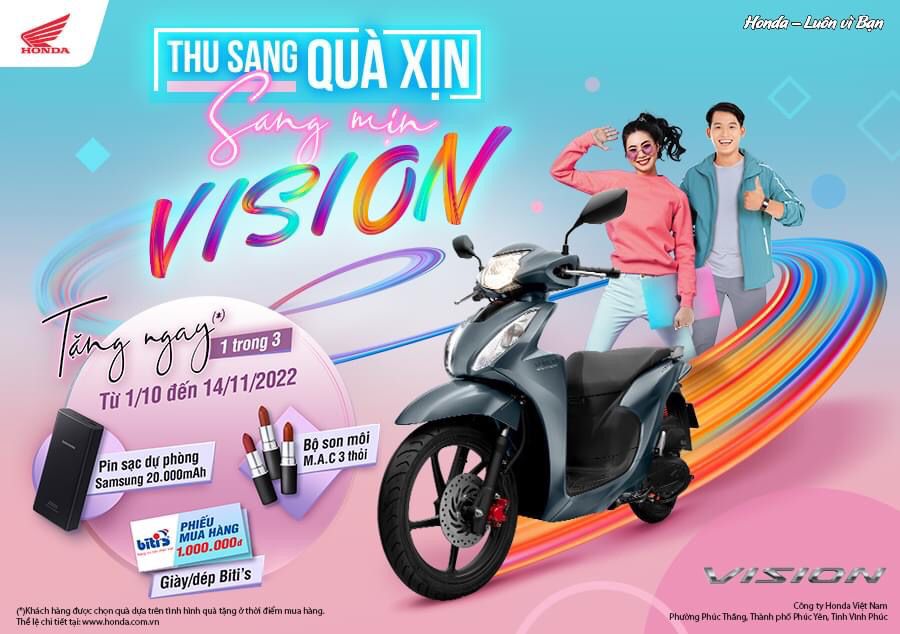 HONDA
Honda – Luôn vì Bạn
THU SANG QUÀ XỊN
Sang mịn
VISION
Tặng ngay(*)
1 trong 3
Từ 1/10 đến 14/11/2022
SAMSUNG
Pin sạc dự phòng
Samsung 20.000mAh
Bộ son môi
M.A.C 3 thỏi
biti's
PHIẾU
MUA HÀNG
1.000.000đ
Giày/dép Biti's
VISION
(*)Khách hàng được chọn quà dựa trên tình hình quà tặng ở thời điểm mua hàng.
Thể lệ chi tiết tại: www.honda.com.vn
Công ty Honda Việt Nam
Phường Phúc Thắng, Thành phố Phúc Yên, Tỉnh Vĩnh Phúc